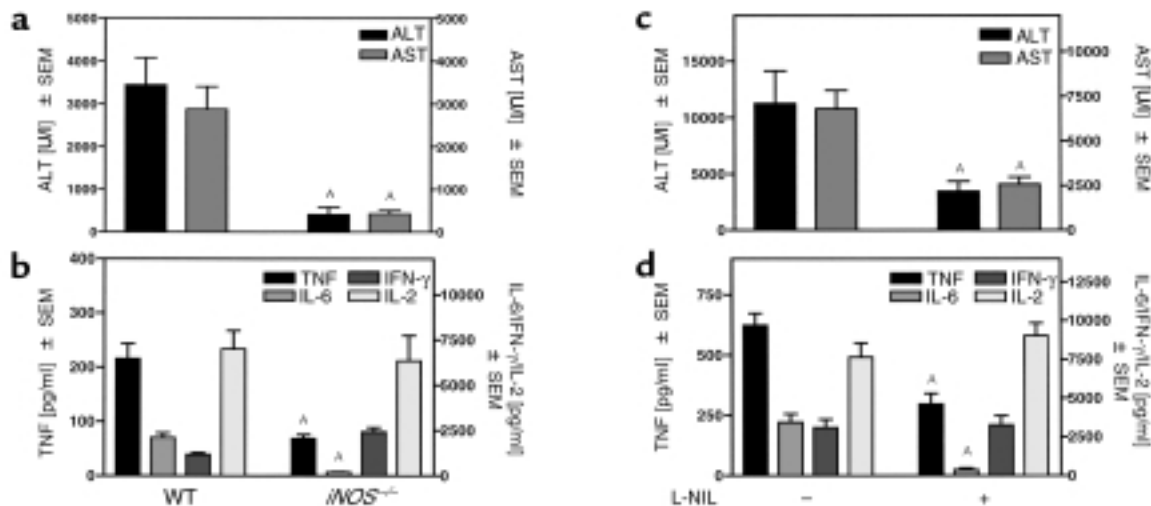 a
ALT [U/l] ± SEM
5000
4000
3000
2000
1000
0
ALT
AST
A
A
5000
4000
3000
2000
1000
0
AST [U/l] ± SEM
b
TNF [pg/ml] ± SEM
400
300
200
100
0
TNF
IFN-γ
IL-6
IL-2
A
A
10000
7500
5000
2500
0
IL-6/IFN-γ/IL-2 [pg/ml]
± SEM
WT
iNOS−/−
c
ALT [U/l] ± SEM
15000
10000
5000
0
ALT
AST
A
A
10000
7500
5000
2500
0
AST [U/l] ± SEM
d
TNF [pg/ml] ± SEM
750
500
250
0
TNF
IFN-γ
IL-6
IL-2
A
A
12500
10000
7500
5000
2500
0
IL-6/IFN-γ/IL-2 [pg/ml]
± SEM
L-NIL
−
+